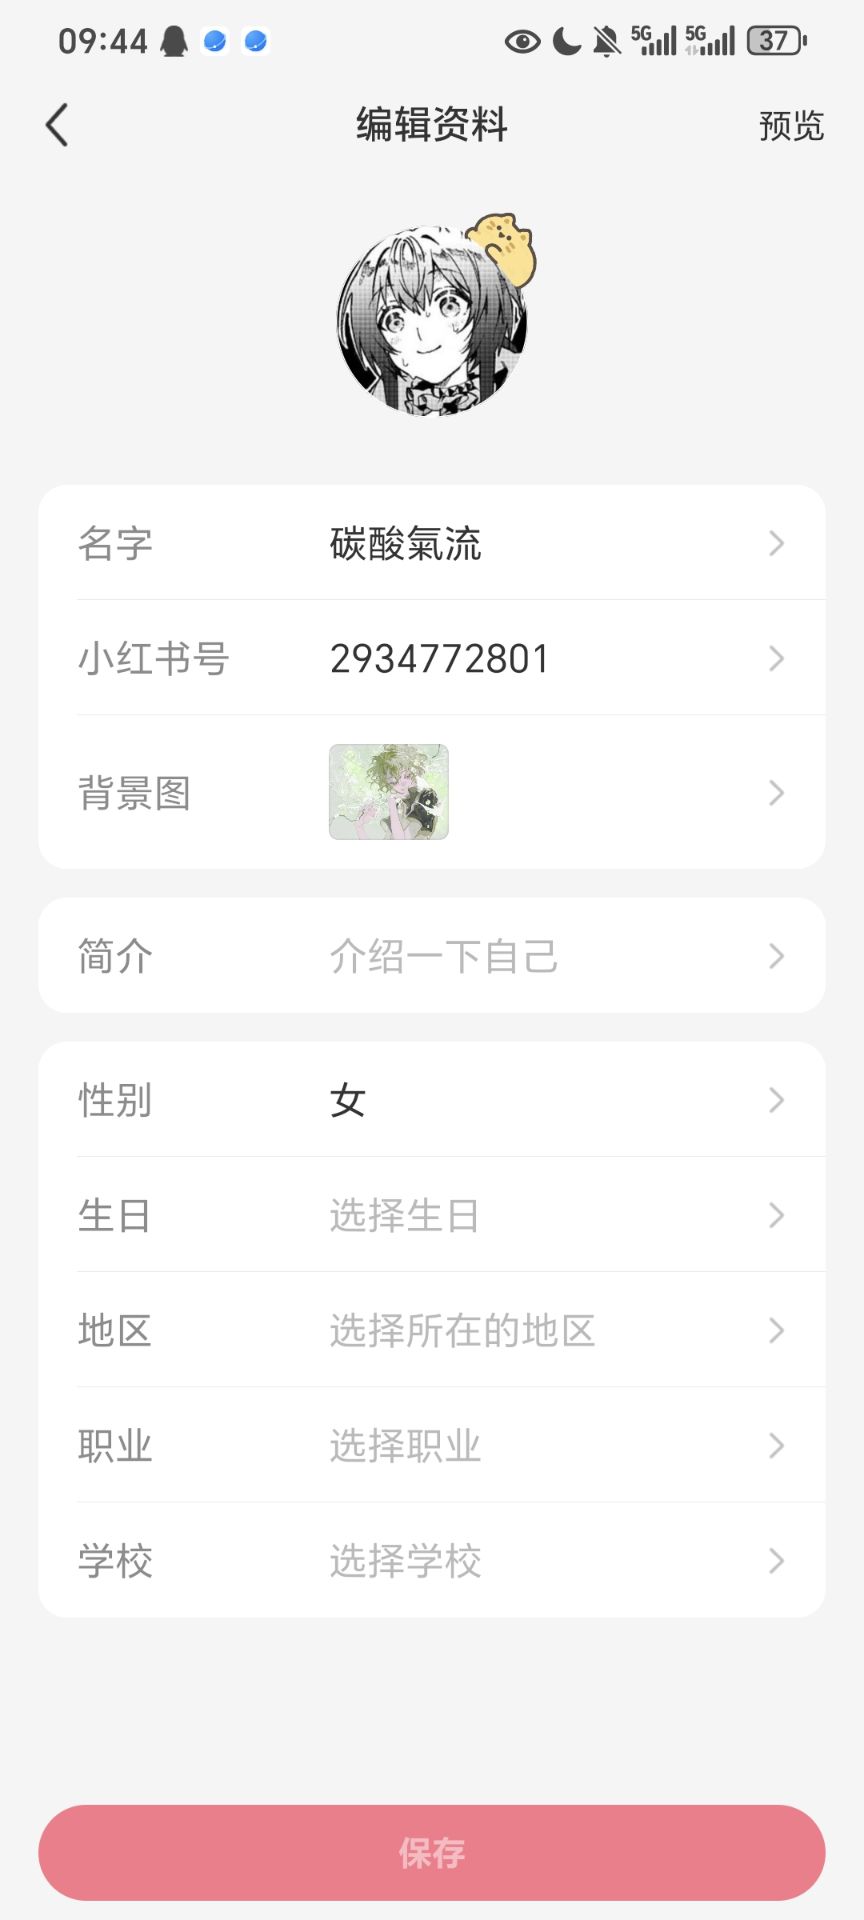 09:44 5G 5G 37
编辑资料 预览
名字 碳酸氣流
小红书号 2934772801
背景图
简介 介绍一下自己
性别 女
生日 选择生日
地区 选择所在的地区
职业 选择职业
学校 选择学校
保存